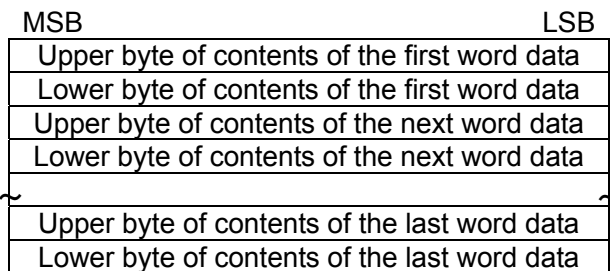 MSB LSB
Upper byte of contents of the first word data
Lower byte of contents of the first word data
Upper byte of contents of the next word data
Lower byte of contents of the next word data
~ ~
Upper byte of contents of the last word data
Lower byte of contents of the last word data